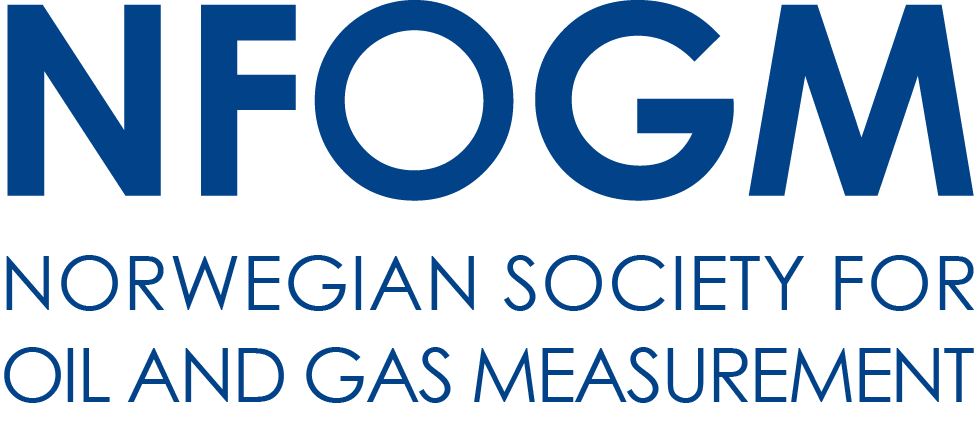 NFOGM
NORWEGIAN SOCIETY FOR
OIL AND GAS MEASUREMENT